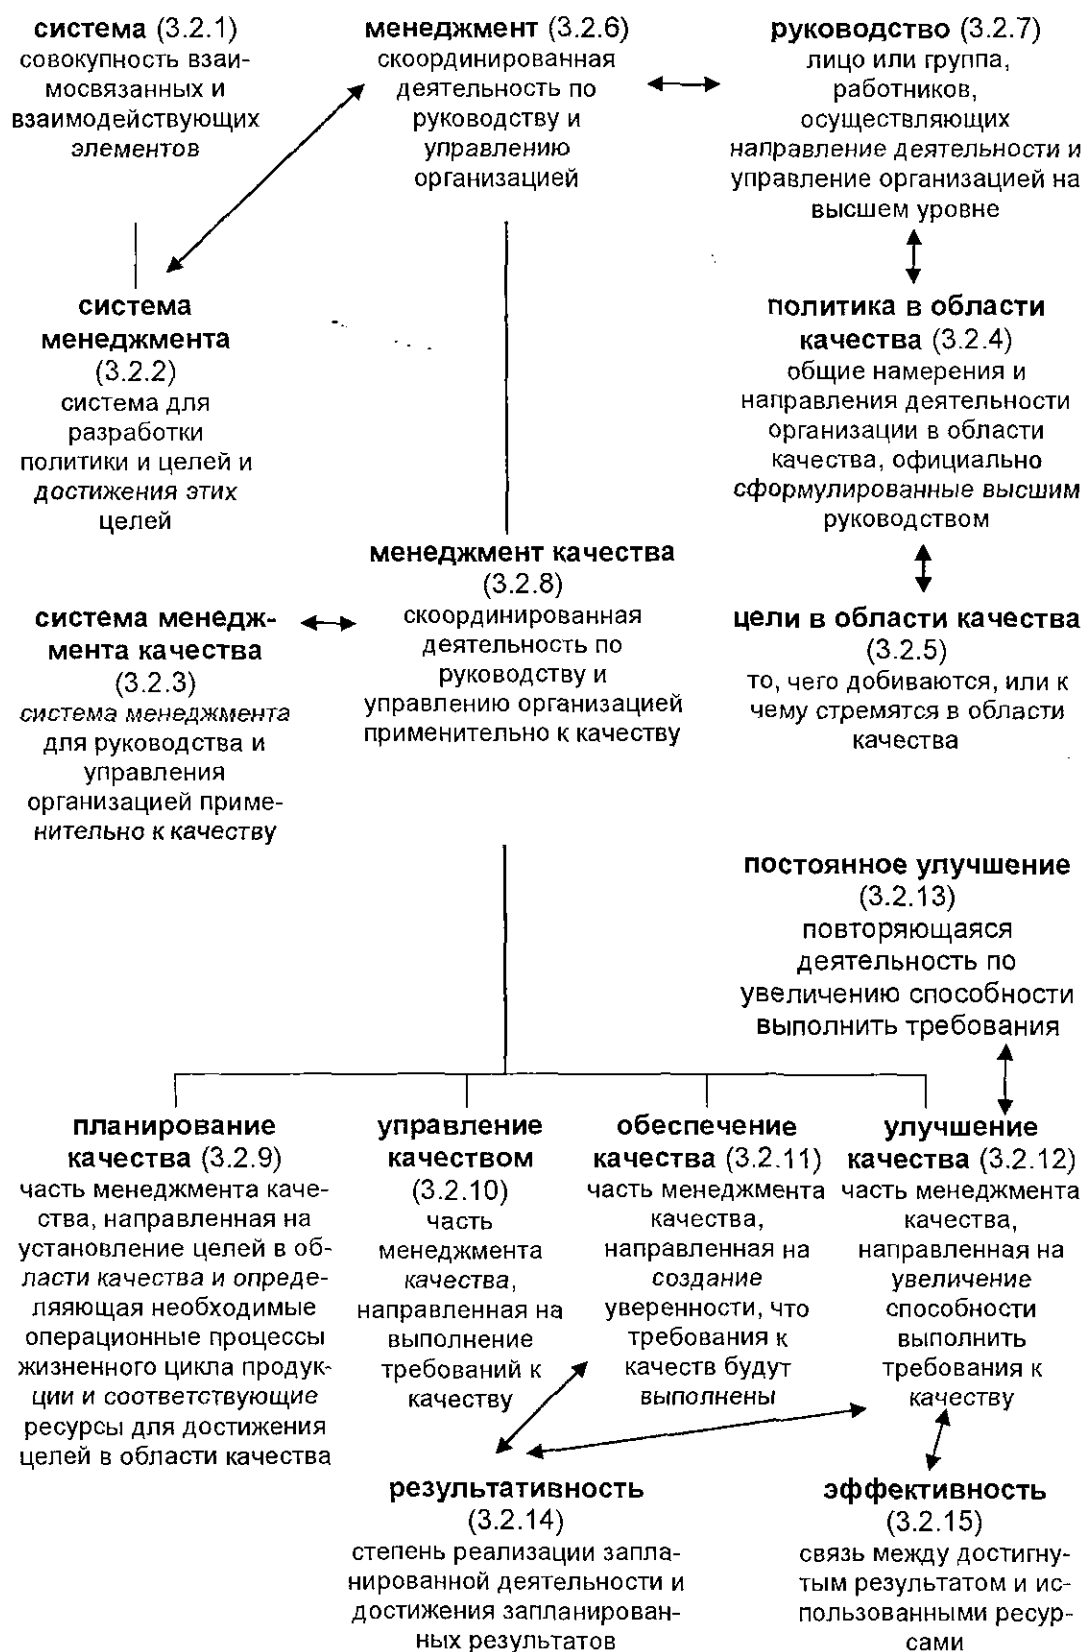 система (3.2.1)
совокупность взаи-
мосвязанных и
взаимодействующих
элементов
менеджмент (3.2.6)
скоординированная
деятельность по
руководству и
управлению
организацией
руководство (3.2.7)
лицо или группа,
работников,
осуществляющих
направление деятельности и
управление организацией на
высшем уровне
система
менеджмента
(3.2.2)
система для
разработки
политики и целей и
достижения этих
целей
политика в области
качества (3.2.4)
общие намерения и
направления деятельности
организации в области
качества, официально
сформулированные высшим
руководством
менеджмент качества
(3.2.8)
скоординированная
деятельность по
руководству и
управлению организацией
применительно к качеству
система менедж-
мента качества
(3.2.3)
система менеджмента
для руководства и
управления
организацией приме-
нительно к качеству
цели в области качества
(3.2.5)
то, чего добиваются, или к
чему стремятся в области
качества
постоянное улучшение
(3.2.13)
повторяющаяся
деятельность по
увеличению способности
выполнить требования
планирование
качества (3.2.9)
часть менеджмента каче-
ства, направленная на
установление целей в об-
ласти качества и опреде-
ляяющая необходимые
операционные процессы
жизненного цикла продук-
ции и соответствующие
ресурсы для достижения
целей в области качества
управление
качеством
(3.2.10)
часть
менеджмента
качества,
направленная на
выполнение
требований к
качеству
обеспечение
качества (3.2.11)
часть менеджмента
качества,
направленная на
создание
уверенности, что
требования к
качеств будут
выполнены
улучшение
качества (3.2.12)
часть менеджмента
качества,
направленная на
увеличение
способности
выполнить
требования к
качеству
результативность
(3.2.14)
степень реализации запла-
нированной деятельности и
достижения запланирован-
ных результатов
эффективность
(3.2.15)
связь между достигну-
тым результатом и ис-
пользованными ресур-
сами